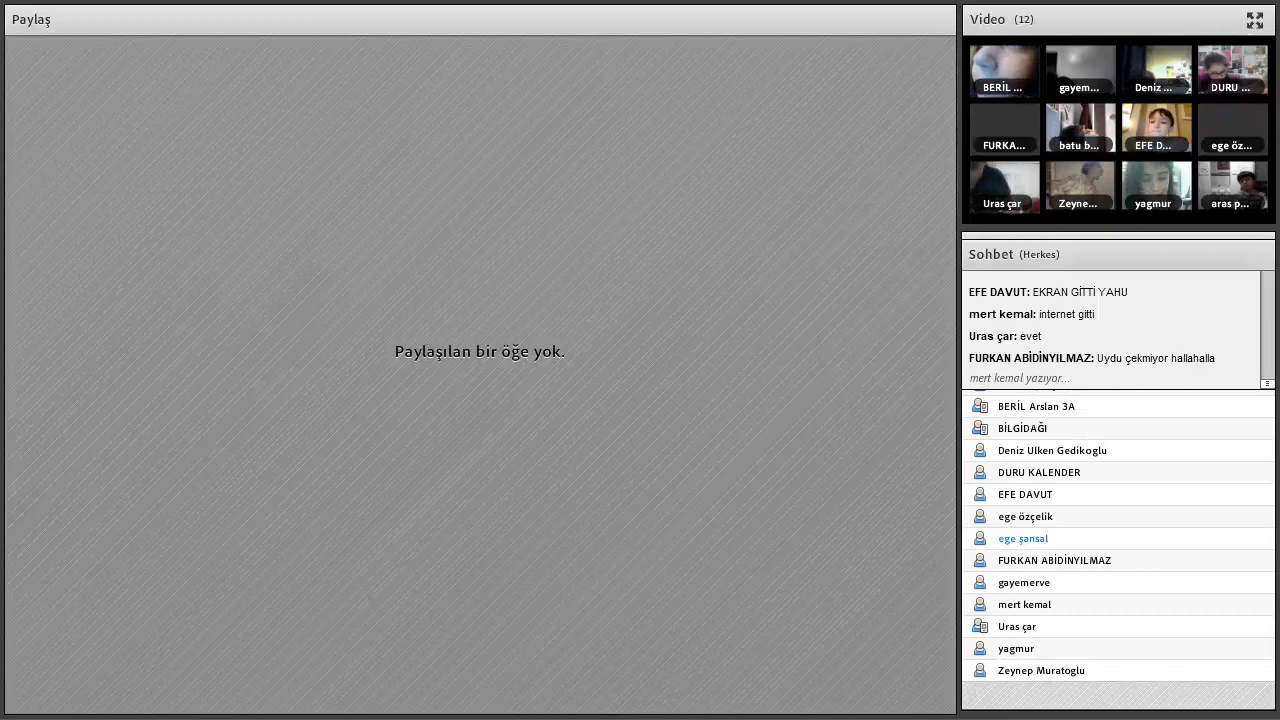 Paylaş
Paylaşılan bir öğe yok.
Video (12)
BERİL ...
gayem...
Deniz ...
DURU ...
FURKA...
batu b...
EFE D...
ege öz...
Uras çar
Zeyne...
yagmur
aras p...
Sohbet (Herkes)
EFE DAVUT: EKRAN GİTTİ YAHU
mert kemal: internet gitti
Uras çar: evet
FURKAN ABİDİNYILMAZ: Uydu çekmiyor hallahalla
mert kemal yazıyor...
BERİL Arslan 3A
BİLGİDAĞI
Deniz Ulken Gedikoglu
DURU KALENDER
EFE DAVUT
ege özçelik
ege şansal
FURKAN ABİDİNYILMAZ
gayemerve
mert kemal
Uras çar
yagmur
Zeynep Muratoglu